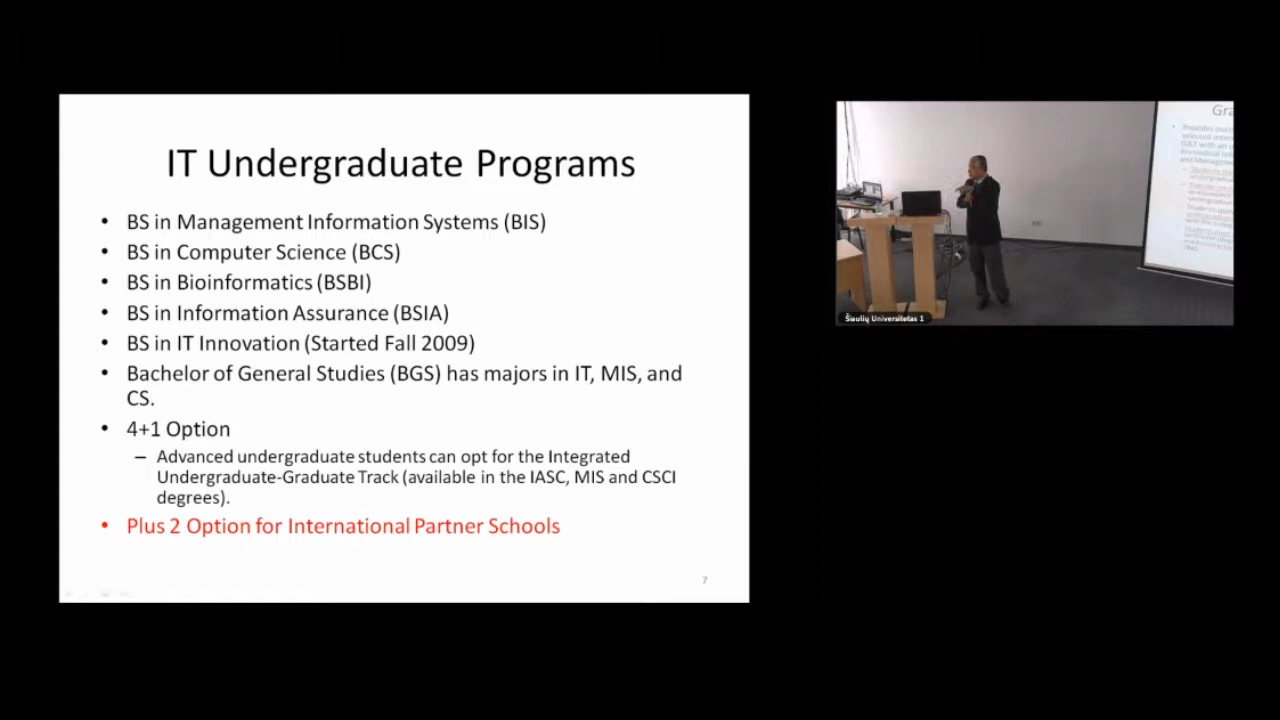 IT Undergraduate Programs
• BS in Management Information Systems (BIS)
• BS in Computer Science (BCS)
• BS in Bioinformatics (BSBI)
• BS in Information Assurance (BSIA)
• BS in IT Innovation (Started Fall 2009)
• Bachelor of General Studies (BGS) has majors in IT, MIS, and
CS.
• 4+1 Option
– Advanced undergraduate students can opt for the Integrated
Undergraduate-Graduate Track (available in the IASC, MIS and CSCI
degrees).
• Plus 2 Option for International Partner Schools
7
Šiaulių Universitetas 1